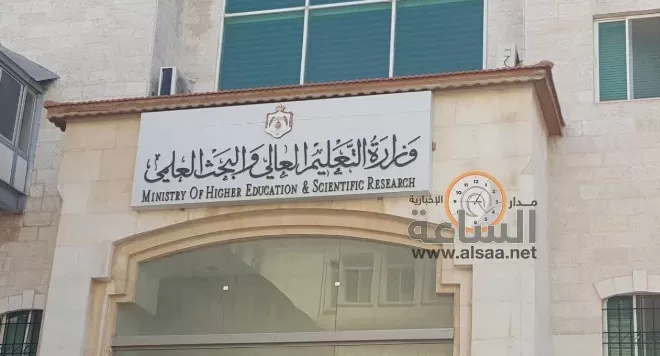 وزارة التعليم العالي والبحث العلمي
MINISTRY OF HIGHER EDUCATION & SCIENTIFIC RESEARCH
مدار الإخبارية
الساعة
www.alsaa.net